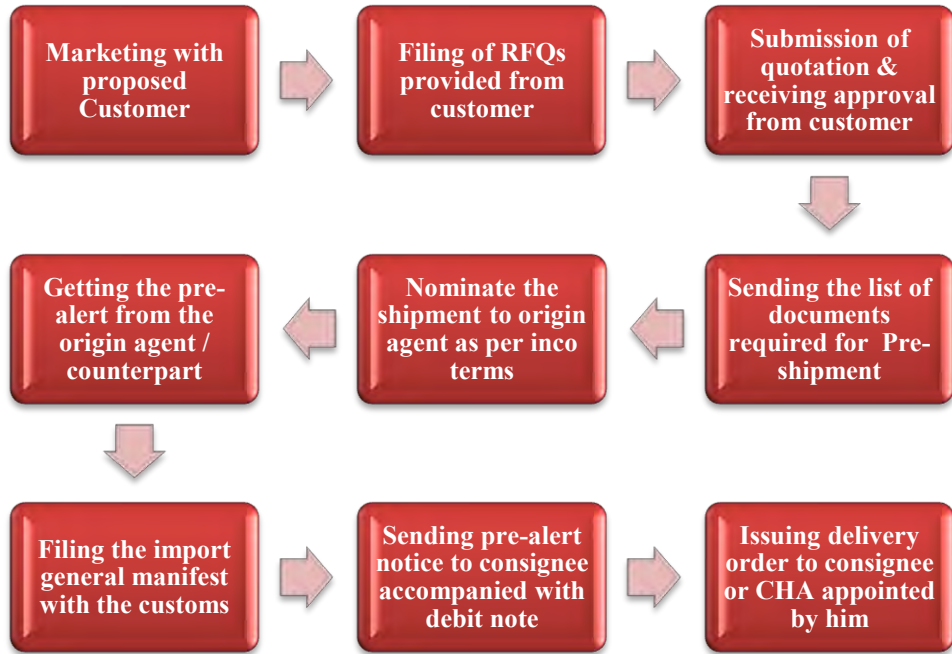 Marketing with
proposed
Customer
Filing of RFQs
provided from
customer
Submission of
quotation &
receiving approval
from customer
Sending the list of
documents
required for Pre-
shipment
Nominate the
shipment to origin
agent as per inco
terms
Getting the pre-
alert from the
origin agent /
counterpart
Filing the import
general manifest
with the customs
Sending pre-alert
notice to consignee
accompanied with
debit note
Issuing delivery
order to consignee
or CHA appointed
by him